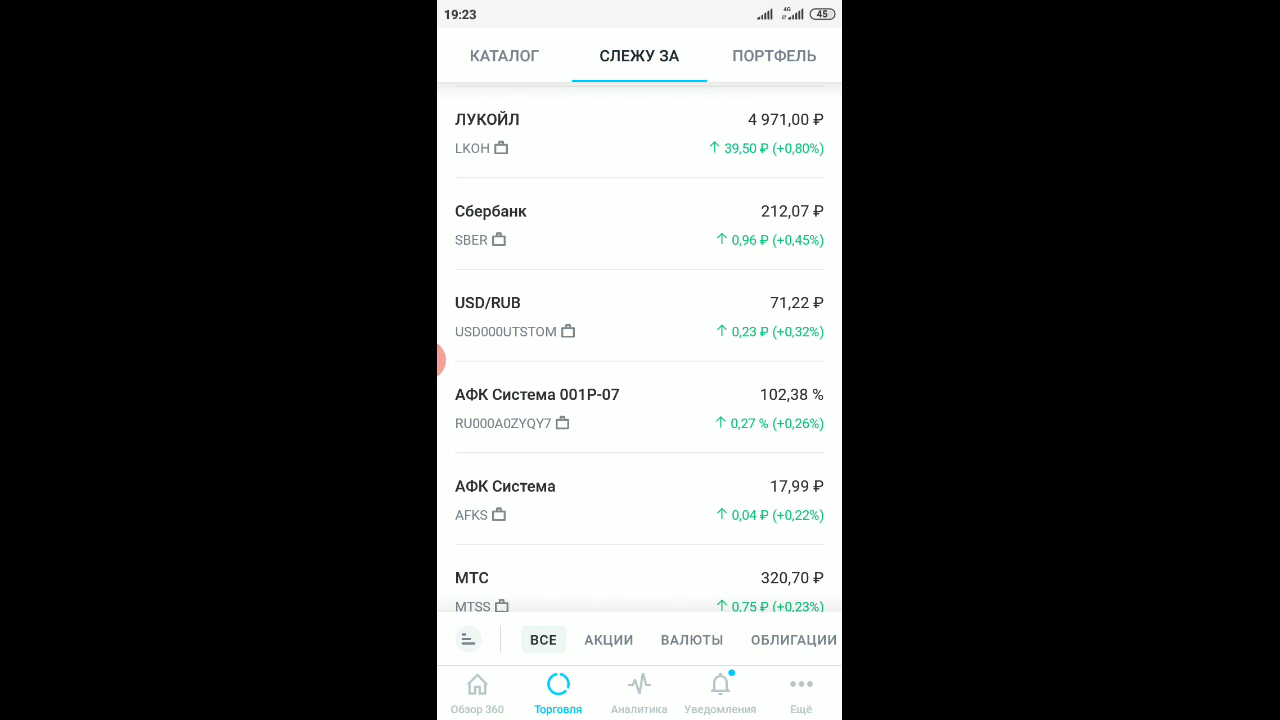 19:23
4G
45
КАТАЛОГ
СЛЕЖУ ЗА
ПОРТФЕЛЬ
ЛУКОЙЛ
4 971,00 ₽
LKOH
↑ 39,50 ₽ (+0,80%)
Сбербанк
212,07 ₽
SBER
↑ 0,96 ₽ (+0,45%)
USD/RUB
71,22 ₽
USD000UTSTOM
↑ 0,23 ₽ (+0,32%)
АФК Система 001P-07
102,38 %
RU000A0ZYQY7
↑ 0,27 % (+0,26%)
АФК Система
17,99 ₽
AFKS
↑ 0,04 ₽ (+0,22%)
МТС
320,70 ₽
MTSS
↑ 0,75 ₽ (+0,23%)
ВСЕ
АКЦИИ
ВАЛЮТЫ
ОБЛИГАЦИИ
Обзор 360
Торговля
Аналитика
Уведомления
Ещё